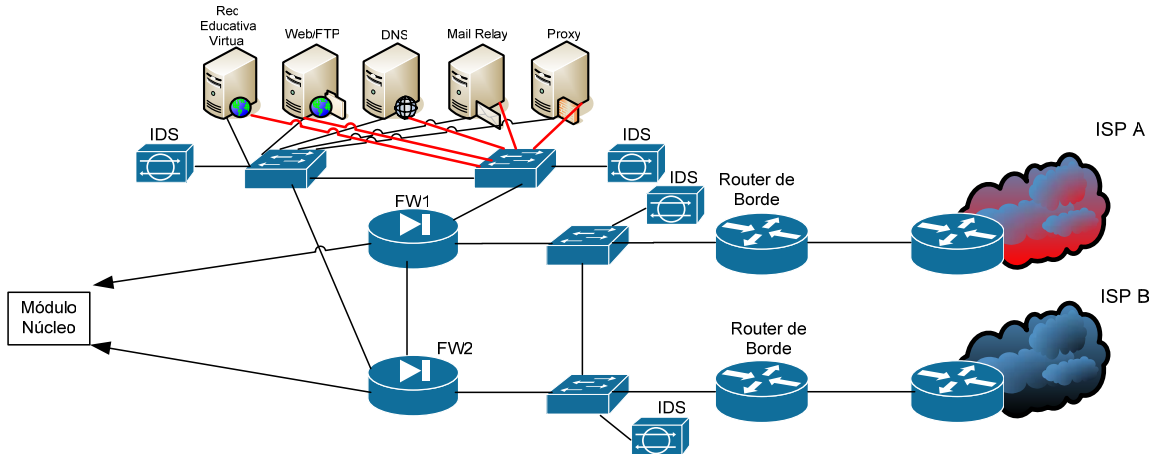 Red
Educativa
Virtua
Web/FTP
DNS
Mail Relay
Proxy
IDS
IDS
ISP A
IDS
Router de
Borde
FW1
Módulo
Núcleo
ISP B
Router de
Borde
FW2
IDS